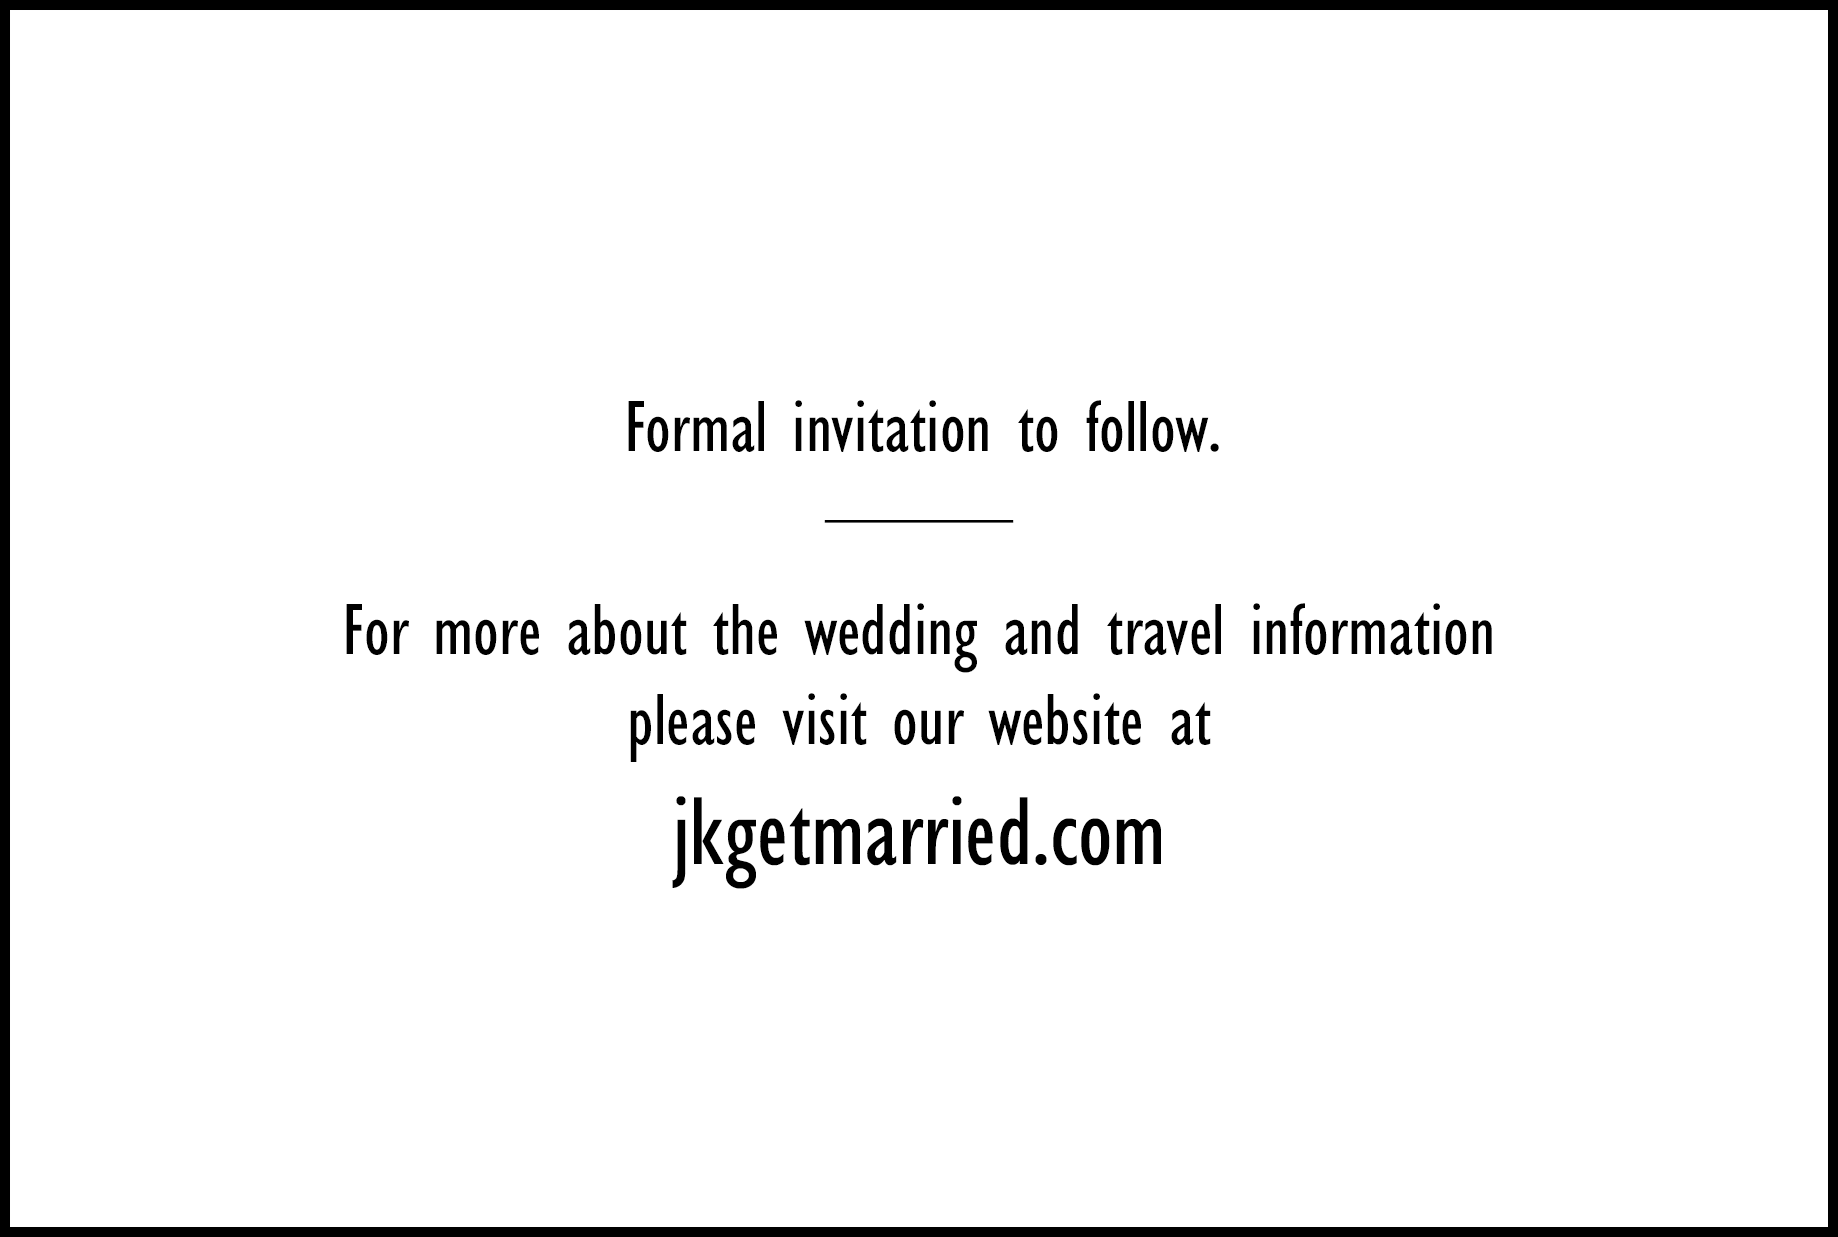 Formal invitation to follow.
For more about the wedding and travel information
please visit our website at
jkgetmarried.com